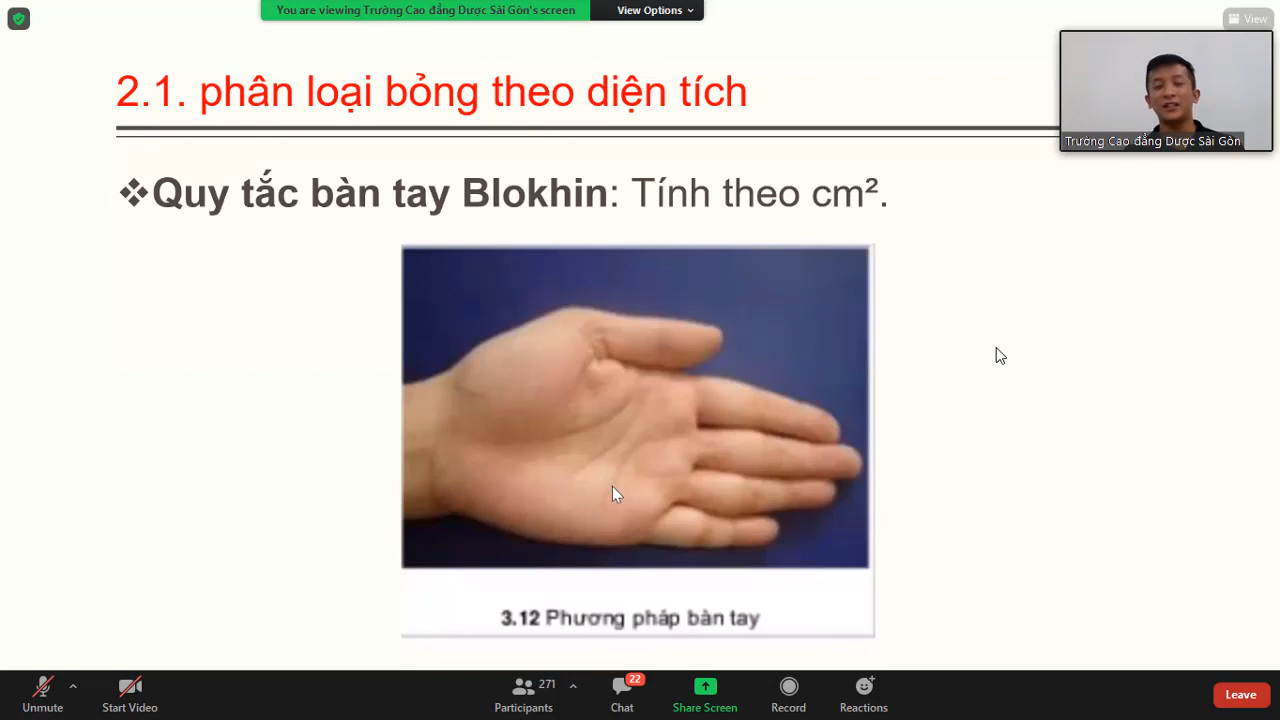 You are viewing Trường Cao đẳng Dược Sài Gòn's screen
View Options
View
2.1. phân loại bỏng theo diện tích
Trường Cao đẳng Dược Sài Gòn
❖Quy tắc bàn tay Blokhin: Tính theo cm².
3.12 Phương pháp bàn tay
271
22
Unmute
Start Video
Participants
Chat
Share Screen
Record
Reactions
Leave